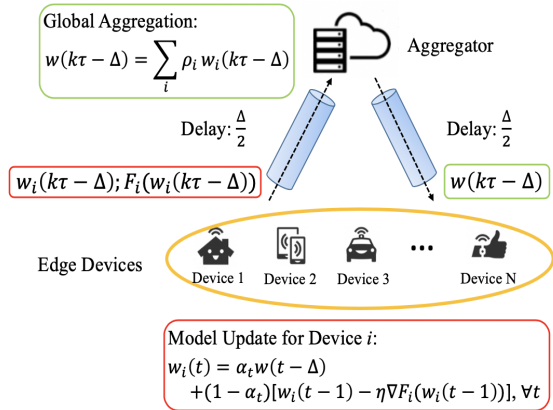 Global Aggregation:
w(kτ − Δ) = ∑_i ρ_i w_i(kτ − Δ)
Aggregator
Delay: Δ/2
Delay: Δ/2
w_i(kτ − Δ); F_i(w_i(kτ − Δ))
w(kτ − Δ)
Edge Devices
Device 1 Device 2 Device 3 ··· Device N
Model Update for Device i:
w_i(t) = α_t w(t − Δ)
+(1 − α_t)[w_i(t − 1) − η∇F_i(w_i(t − 1))], ∀t